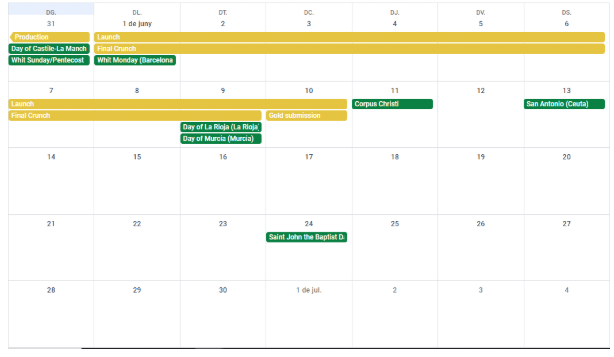 DG. DL. DT. DC. DJ. DV. DS.
31 1 de juny 2 3 4 5 6
Production Launch
Day of Castile-La Manch Final Crunch
Whit Sunday/Pentecost Whit Monday (Barcelona
7 8 9 10 11 12 13
Launch Corpus Christi San Antonio (Ceuta)
Final Crunch Gold submission
Day of La Rioja (La Rioja)
Day of Murcia (Murcia)
14 15 16 17 18 19 20
21 22 23 24 25 26 27
Saint John the Baptist Da
28 29 30 1 de jul. 2 3 4